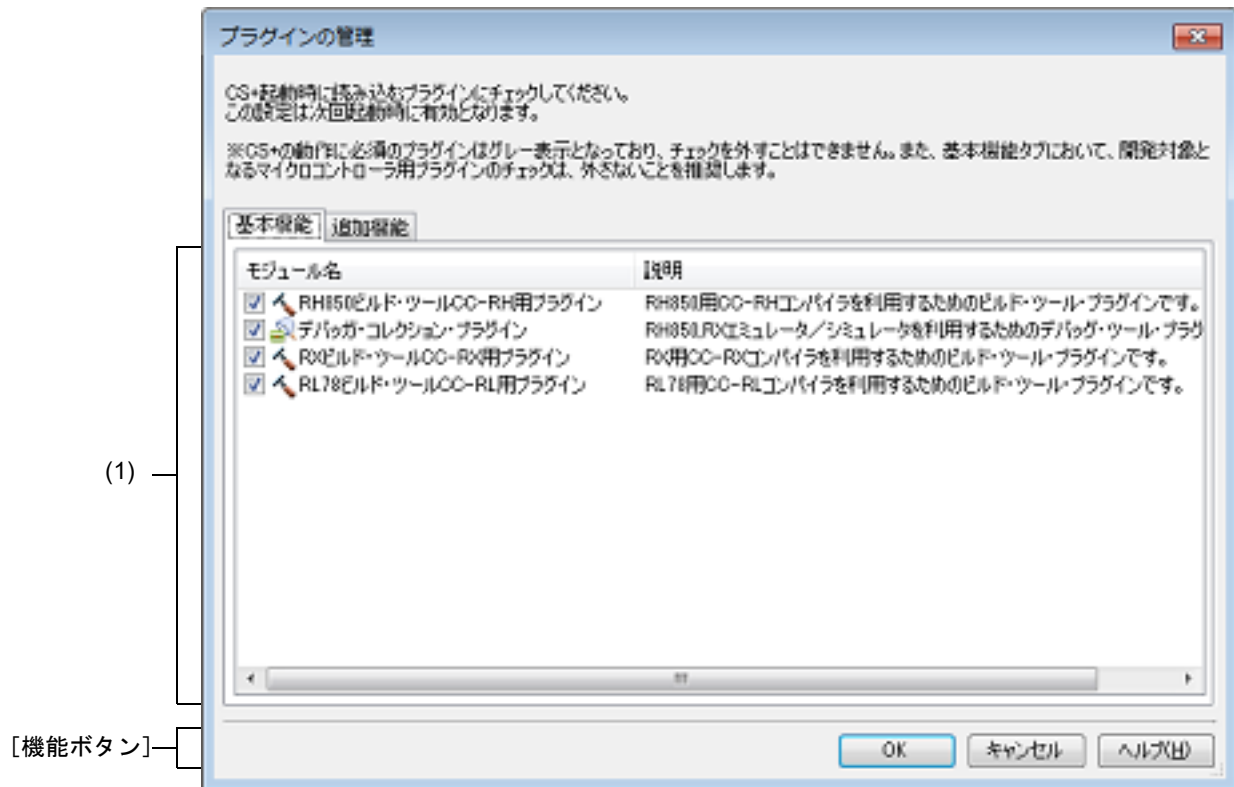 プラグインの管理
CS+起動時に読み込むプラグインにチェックしてください。
この設定は次回起動時に有効となります。
※CS+の動作に必須のプラグインはグレー表示となっており、チェックを外すことはできません。また、基本機能タブにおいて、開発対象と
なるマイクロコントローラ用プラグインのチェックは、外さないことを推奨します。
基本機能 追加機能
モジュール名 説明
RH850ビルド・ツールCC-RH用プラグイン RH850用CC-RHコンパイラを利用するためのビルド・ツール・プラグインです。
デバッガ・コレクション・プラグイン RH850,RXエミュレータ/シミュレータを利用するためのデバッグ・ツール・プラグ
RXビルド・ツールCC-RX用プラグイン RX用CC-RXコンパイラを利用するためのビルド・ツール・プラグインです。
RL78ビルド・ツールCC-RL用プラグイン RL78用CC-RLコンパイラを利用するためのビルド・ツール・プラグインです。
(1)
[機能ボタン]
OK キャンセル ヘルプ(H)